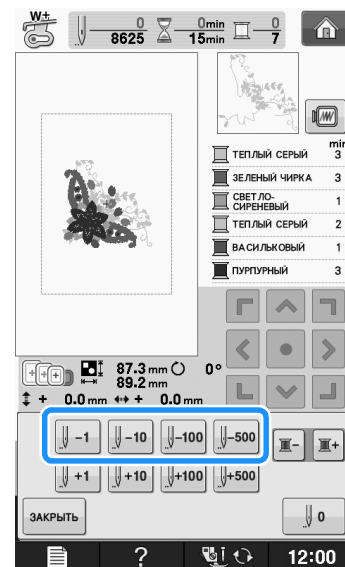 W+
0 0min 0
8625 15min 7
min
ТЕПЛЫЙ СЕРЫЙ 3
ЗЕЛЕНЫЙ ЧИРКА 3
СВЕТЛО-
СИРЕНЕВЫЙ 1
ТЕПЛЫЙ СЕРЫЙ 2
ВАСИЛЬКОВЫЙ 1
ПУРПУРНЫЙ 3
87.3 mm 0°
89.2 mm
+ 0.0 mm + 0.0 mm
-1 -10 -100 -500
+1 +10 +100 +500
ЗАКРЫТЬ 0
? 12:00